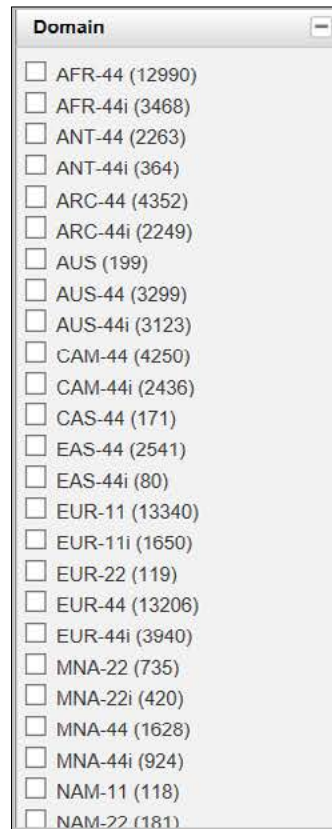 Domain
AFR-44 (12990)
AFR-44i (3468)
ANT-44 (2263)
ANT-44i (364)
ARC-44 (4352)
ARC-44i (2249)
AUS (199)
AUS-44 (3299)
AUS-44i (3123)
CAM-44 (4250)
CAM-44i (2436)
CAS-44 (171)
EAS-44 (2541)
EAS-44i (80)
EUR-11 (13340)
EUR-11i (1650)
EUR-22 (119)
EUR-44 (13206)
EUR-44i (3940)
MNA-22 (735)
MNA-22i (420)
MNA-44 (1628)
MNA-44i (924)
NAM-11 (118)
NAM-22 (181)